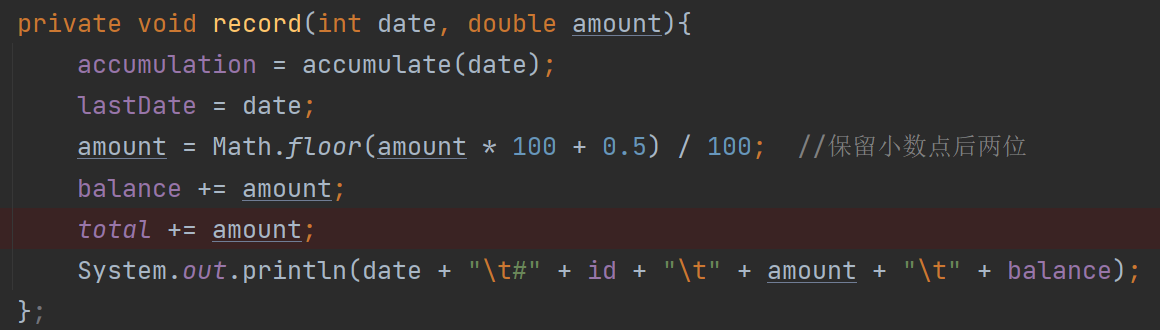 private void record(int date, double amount){
    accumulation = accumulate(date);
    lastDate = date;
    amount = Math.floor(amount * 100 + 0.5) / 100;  //保留小数点后两位
    balance += amount;
    total += amount;
    System.out.println(date + "\t#" + id + "\t" + amount + "\t" + balance);
};